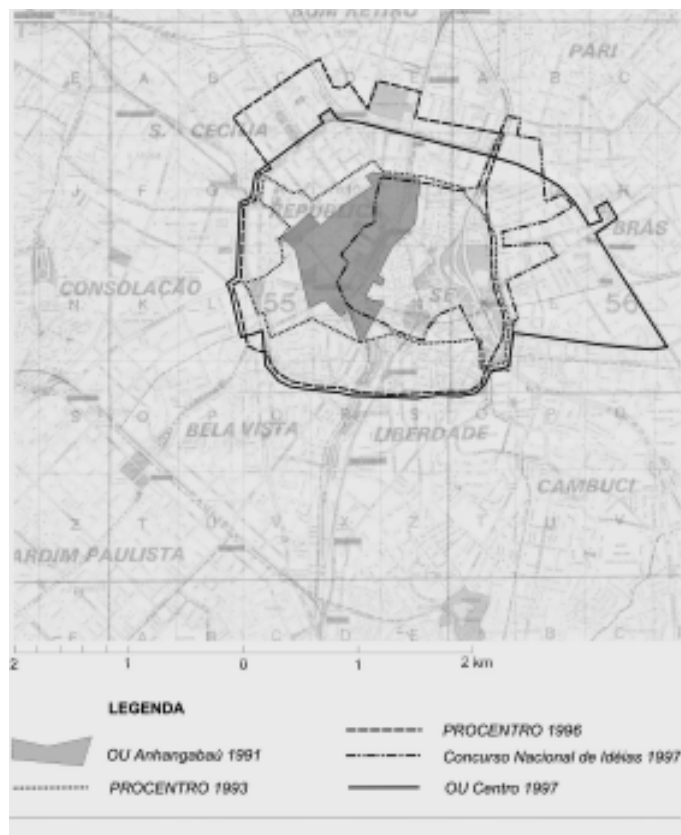 BOM RETIRO
PARI
E A B C D E A B C
S. CECÍLIA
J F G H
REPÚBLICA
BRÁS
CONSOLAÇÃO
55
SÉ
56
N K L L
S O P Q R S O P Q
BELA VISTA
LIBERDADE
CAMBUCI
Z T U V X Z T U V
ARDIM PAULISTA
F A B C D E A B C
2 1 0 1 2 km
LEGENDA
OU Anhangabaú 1991
PROCENTRO 1993
PROCENTRO 1996
Concurso Nacional de Idéias 1997
OU Centro 1997